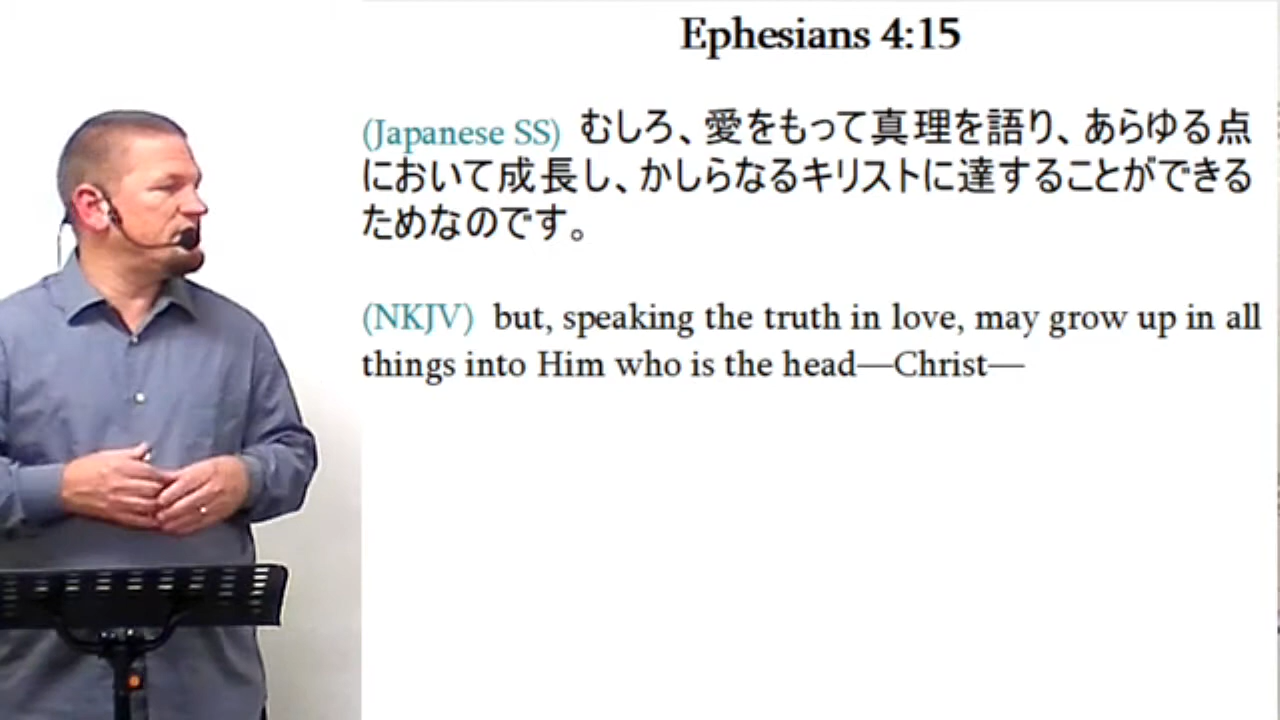 Ephesians 4:15
(Japanese SS) むしろ、愛をもって真理を語り、あらゆる点
において成長し、かしらなるキリストに達することができる
ためなのです。
(NKJV) but, speaking the truth in love, may grow up in all
things into Him who is the head—Christ—